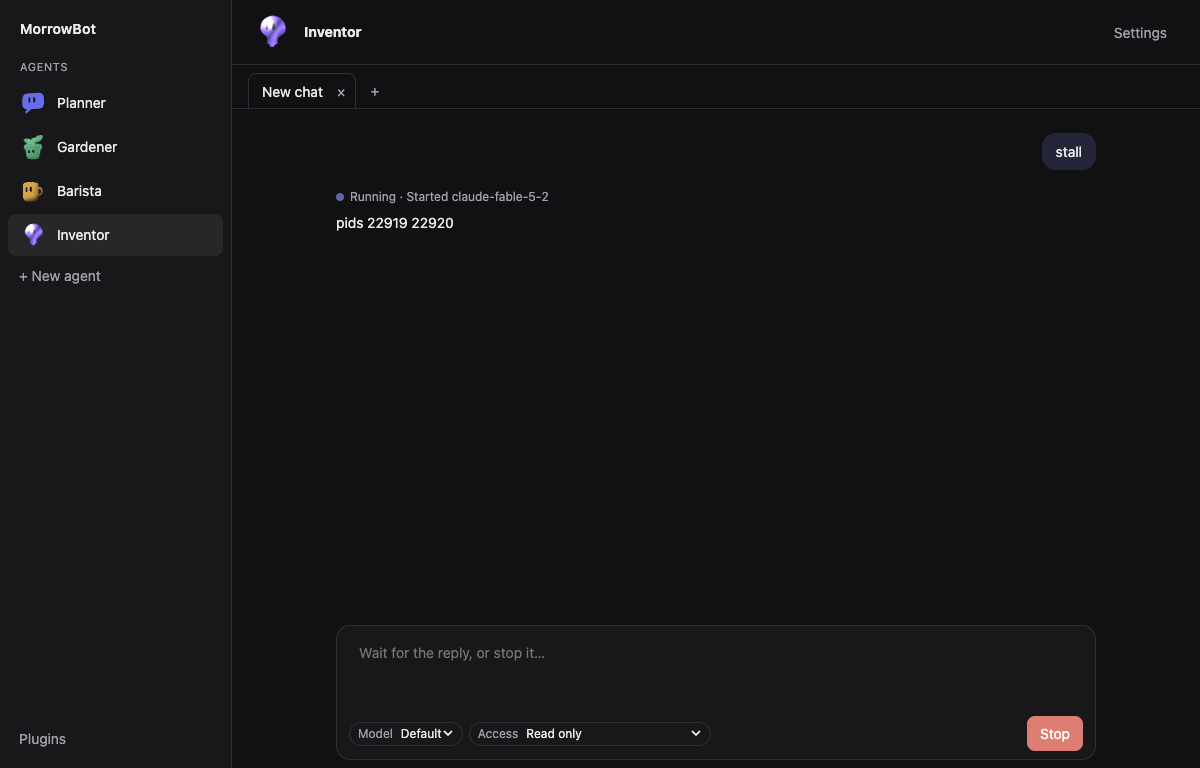 MorrowBot
AGENTS
Planner
Gardener
Barista
Inventor
+ New agent
Plugins
Inventor
Settings
New chat ×
+
stall
Running · Started claude-fable-5-2
pids 22919 22920
Wait for the reply, or stop it…
Model Default
Access Read only
Stop